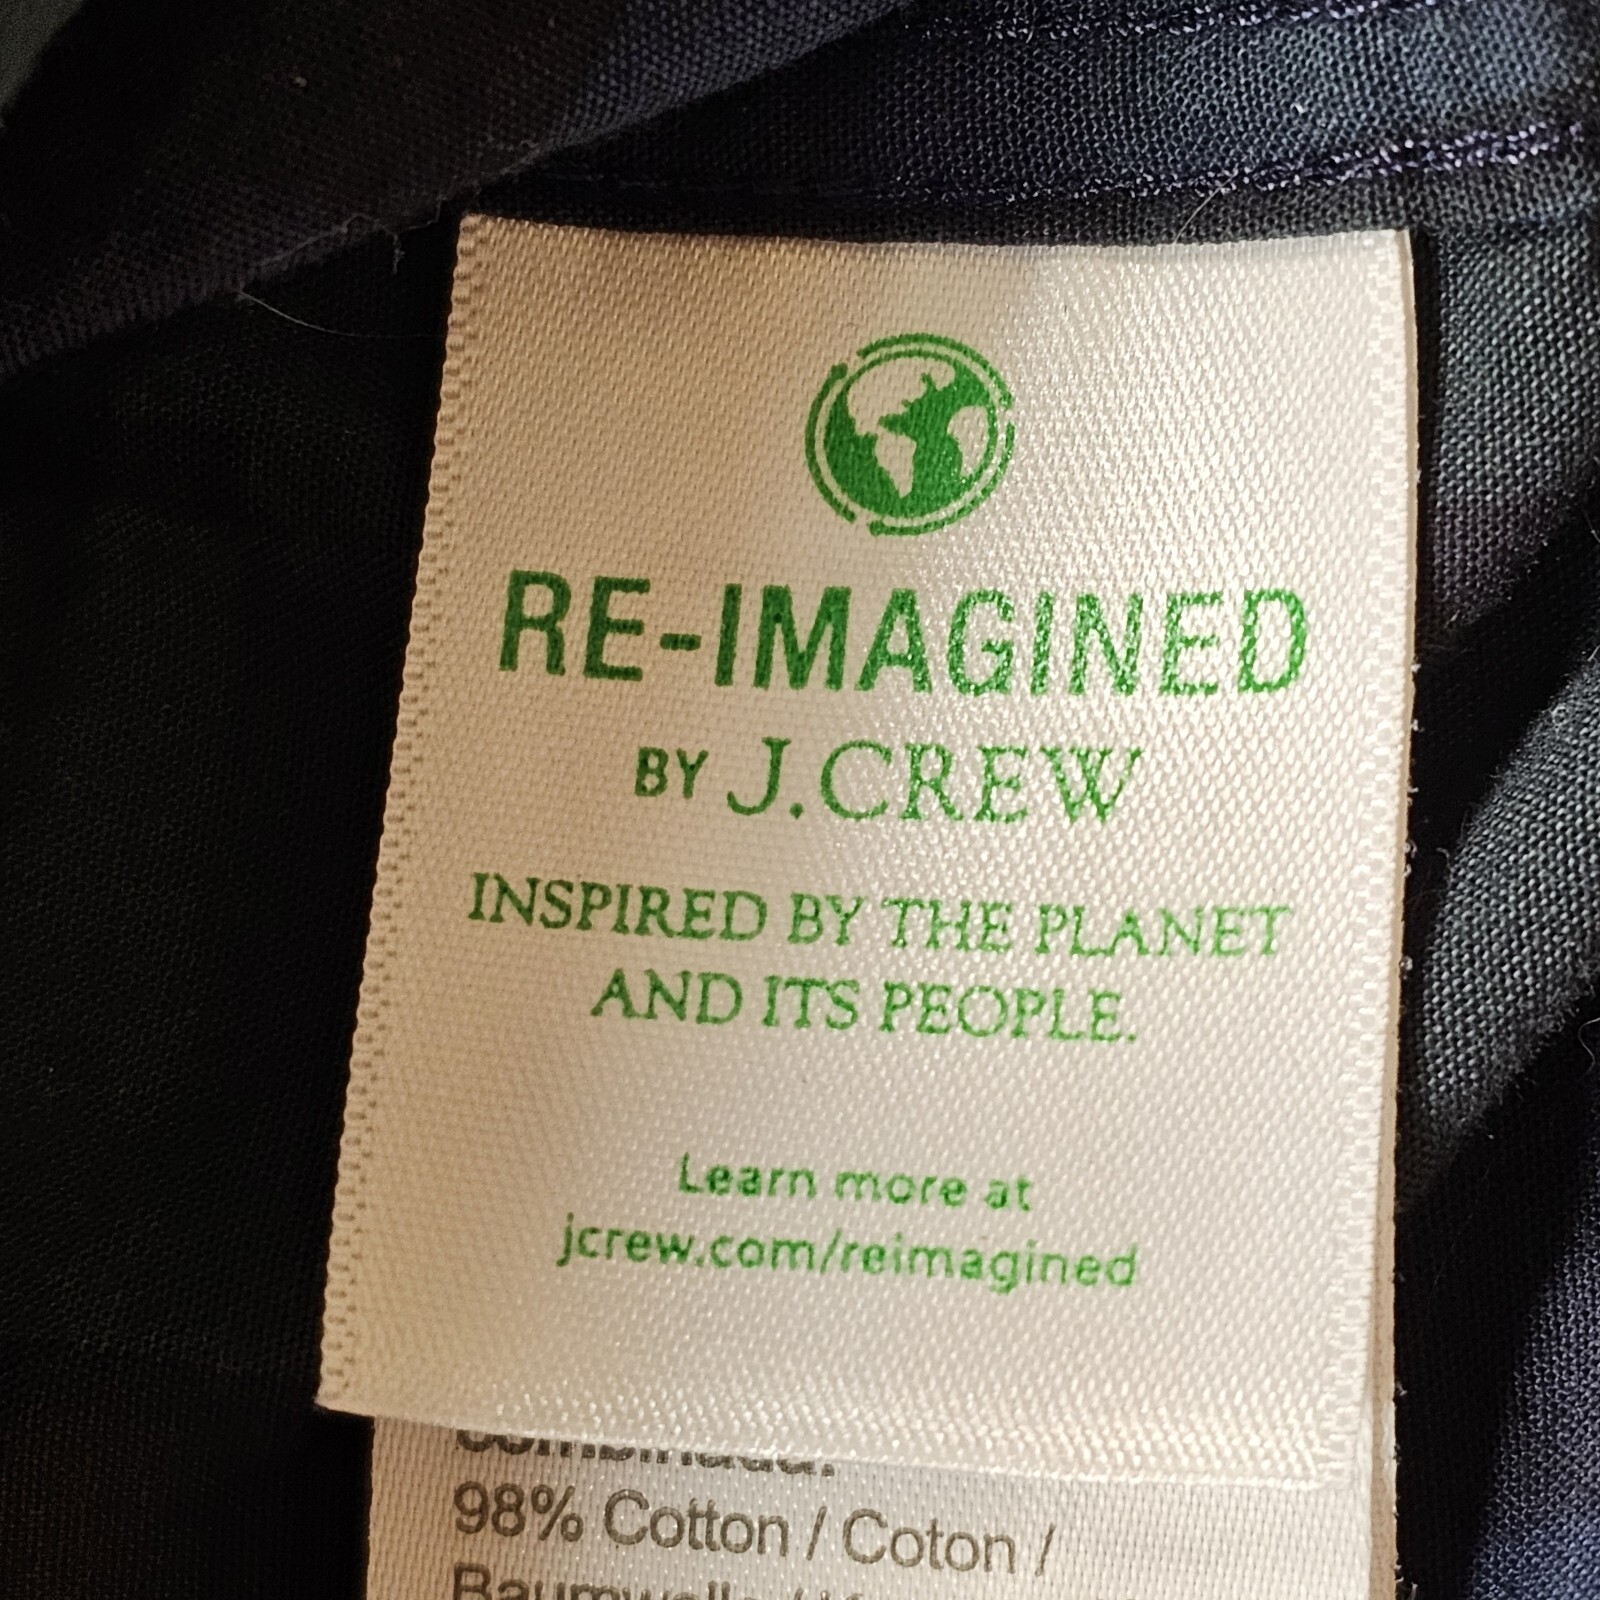 RE-IMAGINED
BY J.CREW
INSPIRED BY THE PLANET
AND ITS PEOPLE.
Learn more at
jcrew.com/reimagined
98% Cotton / Coton /
Baumwolle /